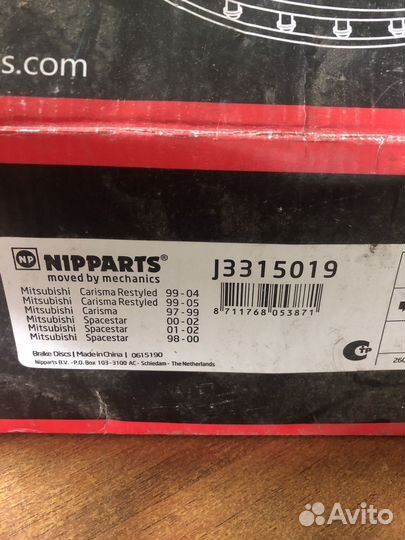 s.com
NP NIPPARTS®
moved by mechanics
J3315019
Mitsubishi Carisma Restyled 99-04
Mitsubishi Carisma Restyled 99-05
Mitsubishi Carisma 97-99
Mitsubishi Spacestar 00-02
Mitsubishi Spacestar 01-02
Mitsubishi Spacestar 98-00
8 711768 053871
Brake Discs | Made in China | 0615190
Nipparts B.V. - P.O. Box 103 - 3100 AC - Schiedam - The Netherlands
260
Avito